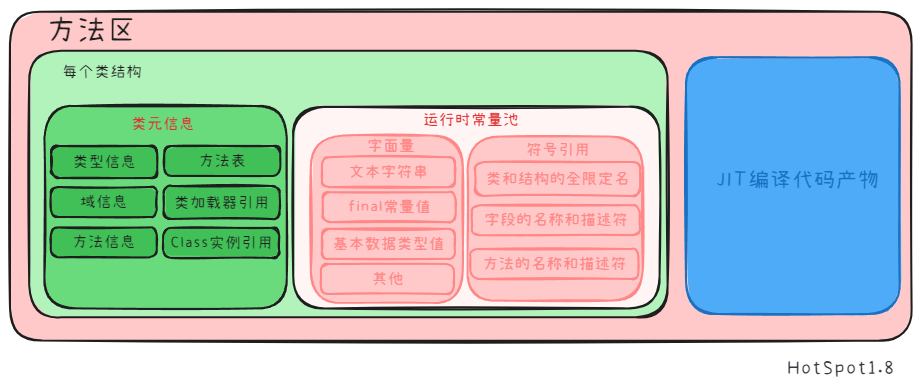 方法区
每个类结构
类元信息
类型信息
方法表
域信息
类加载器引用
方法信息
Class实例引用
运行时常量池
字面量
文本字符串
final常量值
基本数据类型值
其他
符号引用
类和结构的全限定名
字段的名称和描述符
方法的名称和描述符
JIT编译代码产物
HotSpot1.8